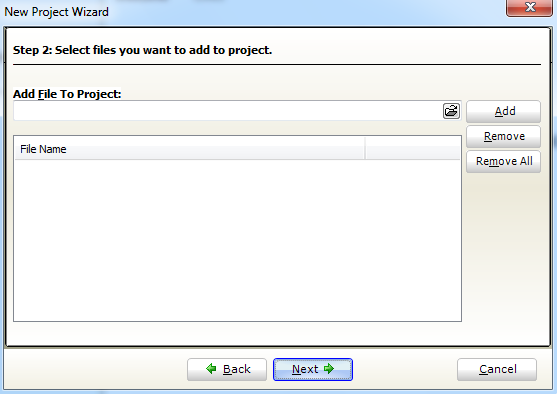 New Project Wizard
Step 2: Select files you want to add to project.
Add File To Project:
Add
Remove
File Name
Remove All
Back
Next
Cancel